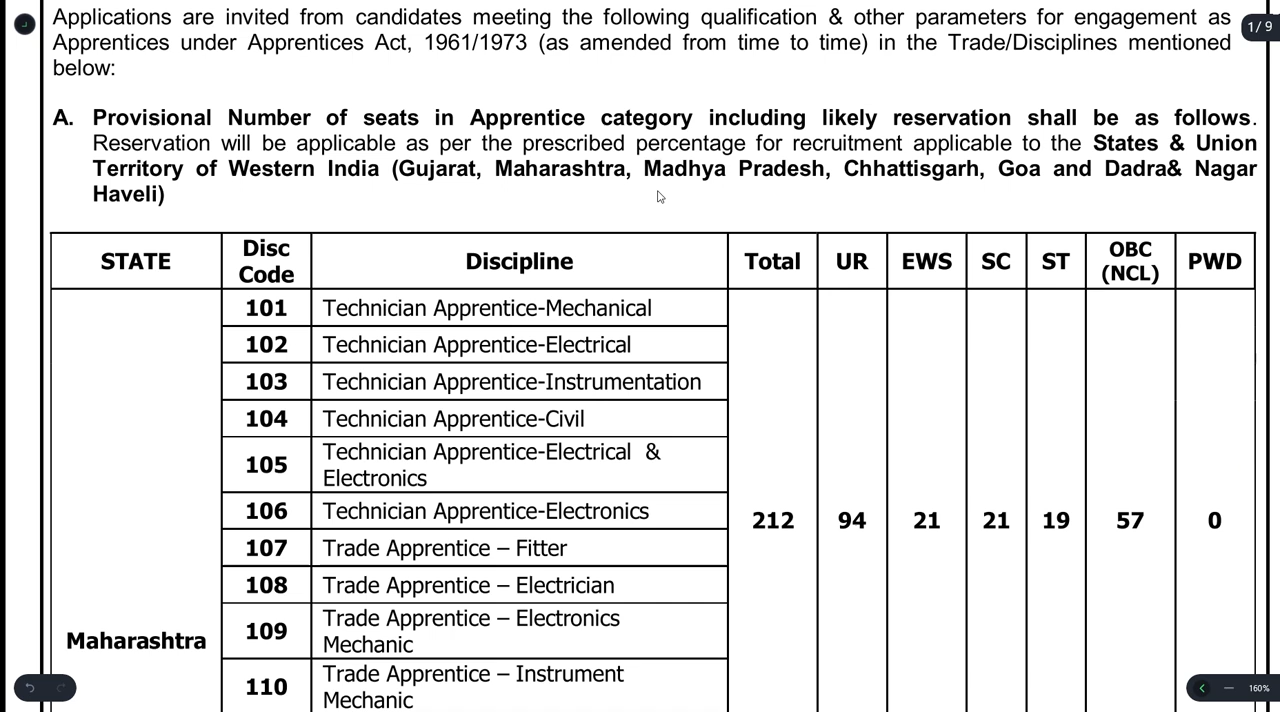 Applications are invited from candidates meeting the following qualification & other parameters for engagement as
Apprentices under Apprentices Act, 1961/1973 (as amended from time to time) in the Trade/Disciplines mentioned
below:
1/ 9
A. Provisional Number of seats in Apprentice category including likely reservation shall be as follows.
Reservation will be applicable as per the prescribed percentage for recruitment applicable to the States & Union
Territory of Western India (Gujarat, Maharashtra, Madhya Pradesh, Chhattisgarh, Goa and Dadra& Nagar
Haveli)
STATE Disc Code Discipline Total UR EWS SC ST OBC (NCL) PWD
101 Technician Apprentice-Mechanical
102 Technician Apprentice-Electrical
103 Technician Apprentice-Instrumentation
104 Technician Apprentice-Civil
105 Technician Apprentice-Electrical &
Electronics
106 Technician Apprentice-Electronics
212 94 21 21 19 57 0
107 Trade Apprentice – Fitter
108 Trade Apprentice – Electrician
109 Trade Apprentice – Electronics
Mechanic
Maharashtra
110 Trade Apprentice – Instrument
Mechanic
160%